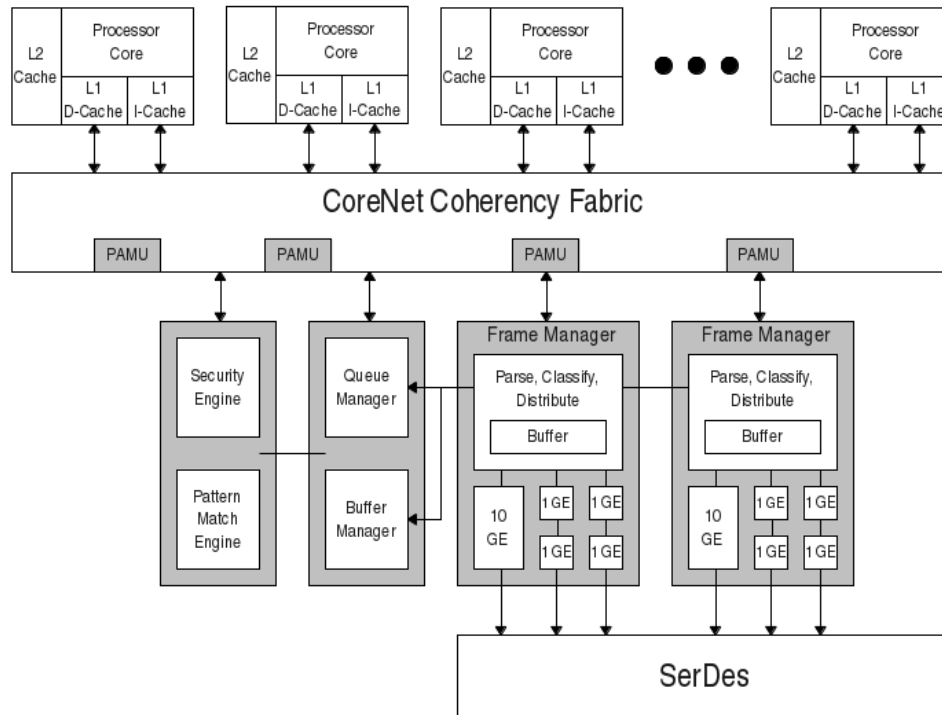 L2 Cache
Processor Core
L1 D-Cache
L1 I-Cache
L2 Cache
Processor Core
L1 D-Cache
L1 I-Cache
L2 Cache
Processor Core
L1 D-Cache
L1 I-Cache
L2 Cache
Processor Core
L1 D-Cache
L1 I-Cache
CoreNet Coherency Fabric
PAMU
PAMU
PAMU
PAMU
Security Engine
Pattern Match Engine
Queue Manager
Buffer Manager
Frame Manager
Parse, Classify, Distribute
Buffer
10 GE
1 GE
1 GE
1 GE
1 GE
Frame Manager
Parse, Classify, Distribute
Buffer
10 GE
1 GE
1 GE
1 GE
1 GE
SerDes